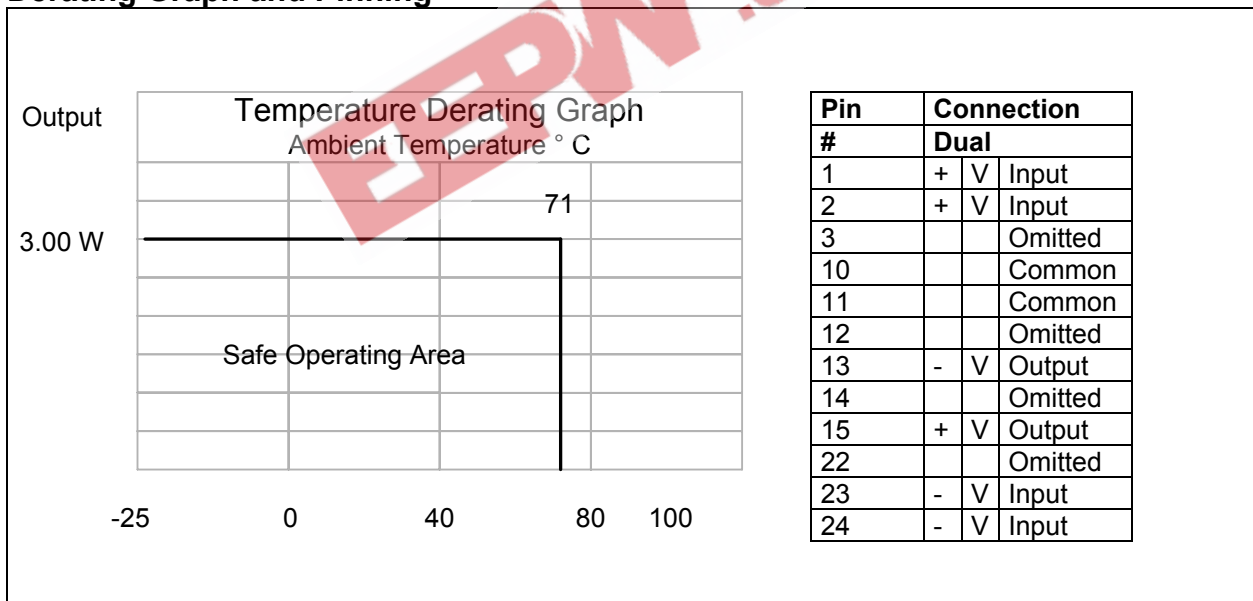 Derating Graph and Pinning
EEPW
Output
Temperature Derating Graph
Ambient Temperature ° C
71
3.00 W
Safe Operating Area
-25 0 40 80 100
Pin Connection
# Dual
1 + V Input
2 + V Input
3 Omitted
10 Common
11 Common
12 Omitted
13 - V Output
14 Omitted
15 + V Output
22 Omitted
23 - V Input
24 - V Input